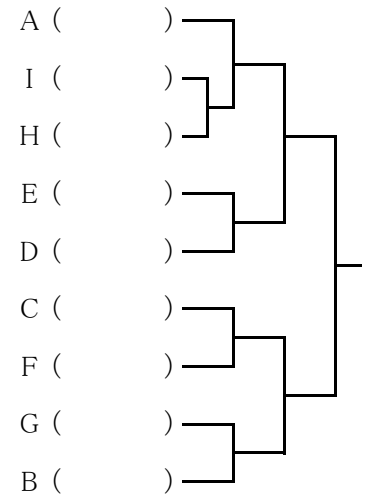 A (          )
I (          )
H (          )
E (          )
D (          )
C (          )
F (          )
G (          )
B (          )